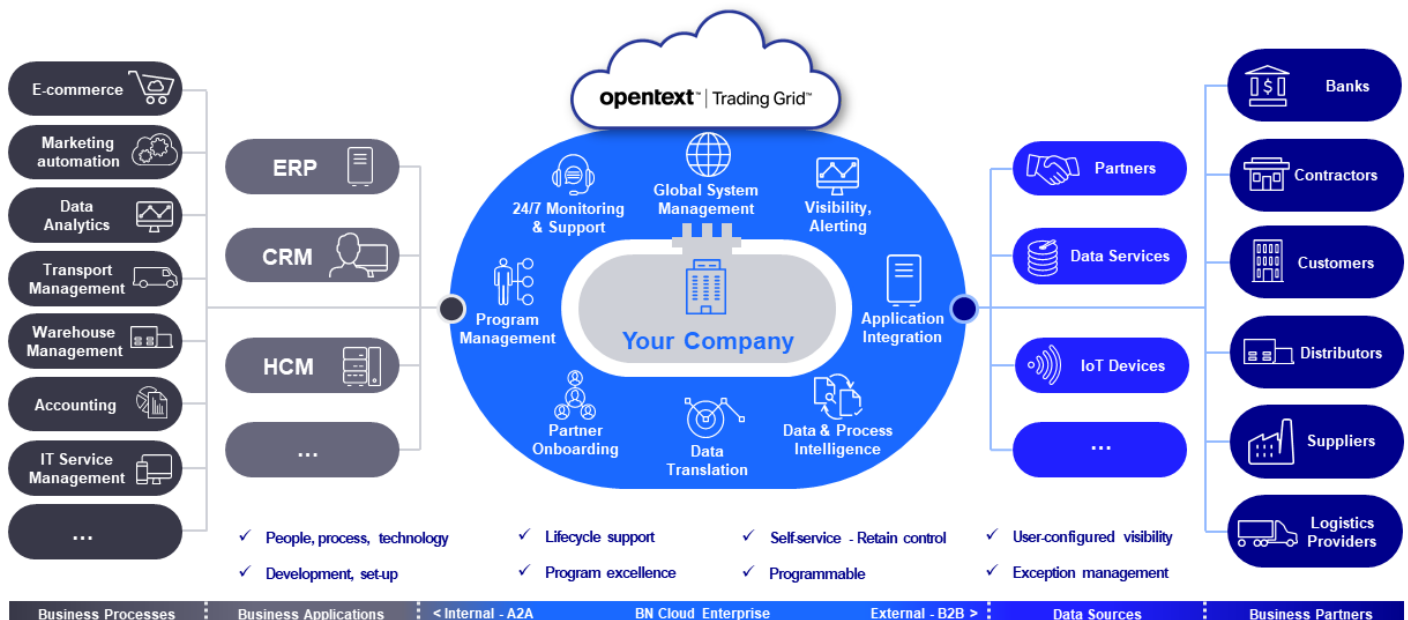 opentext™ | Trading Grid™
E-commerce
Marketing
automation
Data
Analytics
Transport
Management
Warehouse
Management
Accounting
IT Service
Management
...
ERP
CRM
HCM
...
24/7 Monitoring
& Support
Global System
Management
Visibility,
Alerting
Program
Management
Your Company
Application
Integration
Partner
Onboarding
Data
Translation
Data & Process
Intelligence
Partners
Data Services
IoT Devices
...
$
Banks
Contractors
Customers
Distributors
Suppliers
Logistics
Providers
✓ People, process, technology
✓ Development, set-up
✓ Lifecycle support
✓ Program excellence
✓ Self-service - Retain control
✓ Programmable
✓ User-configured visibility
✓ Exception management
Business Processes
Business Applications
< Internal - A2A
BN Cloud Enterprise
External - B2B >
Data Sources
Business Partners